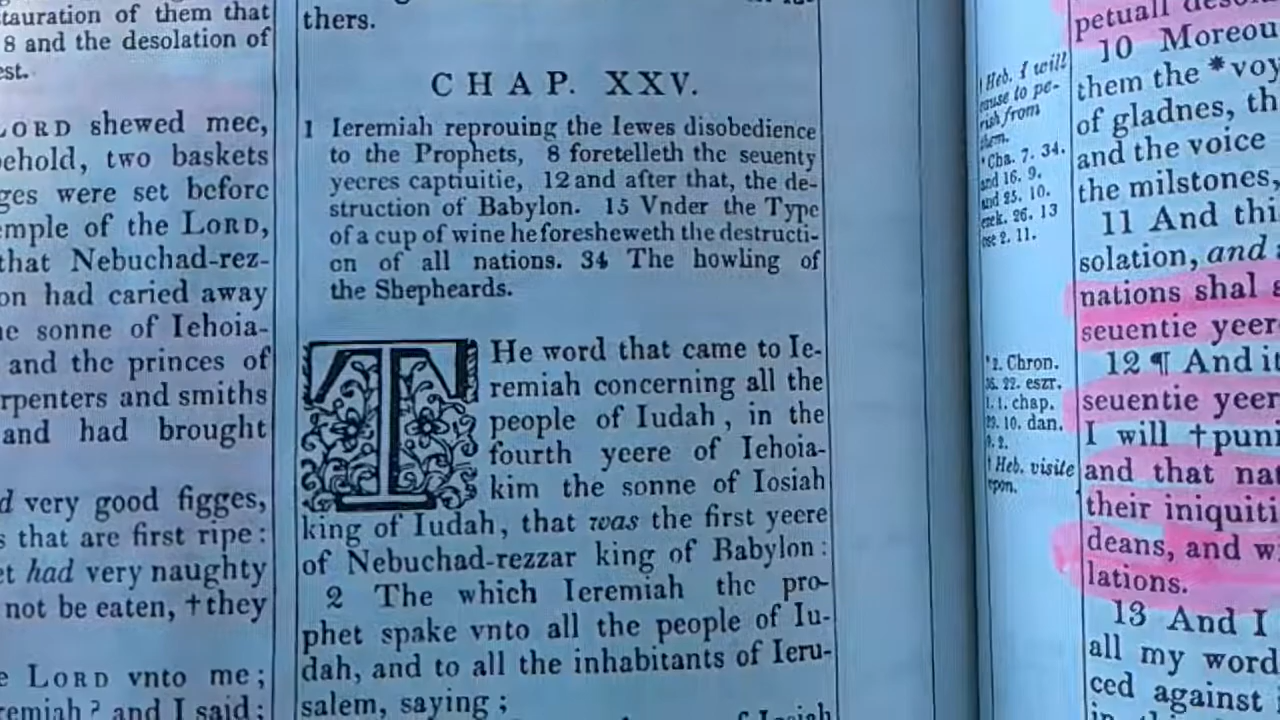 tauration of them that
8 and the desolation of
est.
LORD shewed mee,
behold, two baskets
ges were set before
emple of the LORD,
that Nebuchad-rez-
on had caried away
he sonne of Iehoia-
and the princes of
rpenters and smiths
and had brought
d very good figges,
s that are first ripe:
et had very naughty
not be eaten, †they
e LORD vnto me;
remiah? and I said:
thers.
CHAP. XXV.
1 Ieremiah reprouing the Iewes disobedience
to the Prophets, 8 foretelleth the seuenty
yeeres captiuitie, 12 and after that, the de-
struction of Babylon. 15 Vnder the Type
of a cup of wine he foresheweth the destructi-
on of all nations. 34 The howling of
the Shepheards.
THe word that came to Ie-
remiah concerning all the
people of Iudah, in the
fourth yeere of Iehoia-
kim the sonne of Iosiah
king of Iudah, that was the first yeere
of Nebuchad-rezzar king of Babylon:
2 The which Ieremiah the pro-
phet spake vnto all the people of Iu-
dah, and to all the inhabitants of Ieru-
salem, saying;
of Iosiah
† Heb. I will
cause to pe-
rish from
them.
*Cha. 7. 34.
and 16. 9.
and 25. 10.
ezek. 26. 13
ose 2. 11.
*2. Chron.
36. 22. eszr.
1. 1. chap.
29. 10. dan.
9. 2.
† Heb. visite
vpon.
petuall desol
10 Moreou
them the *voy
of gladnes, th
and the voice
the milstones,
11 And thi
solation, and
nations shal s
seuentie yeer
12 ¶ And it
seuentie yeer
I will †puni
and that nat
their iniquiti
deans, and wi
lations.
13 And I
all my word
ced against